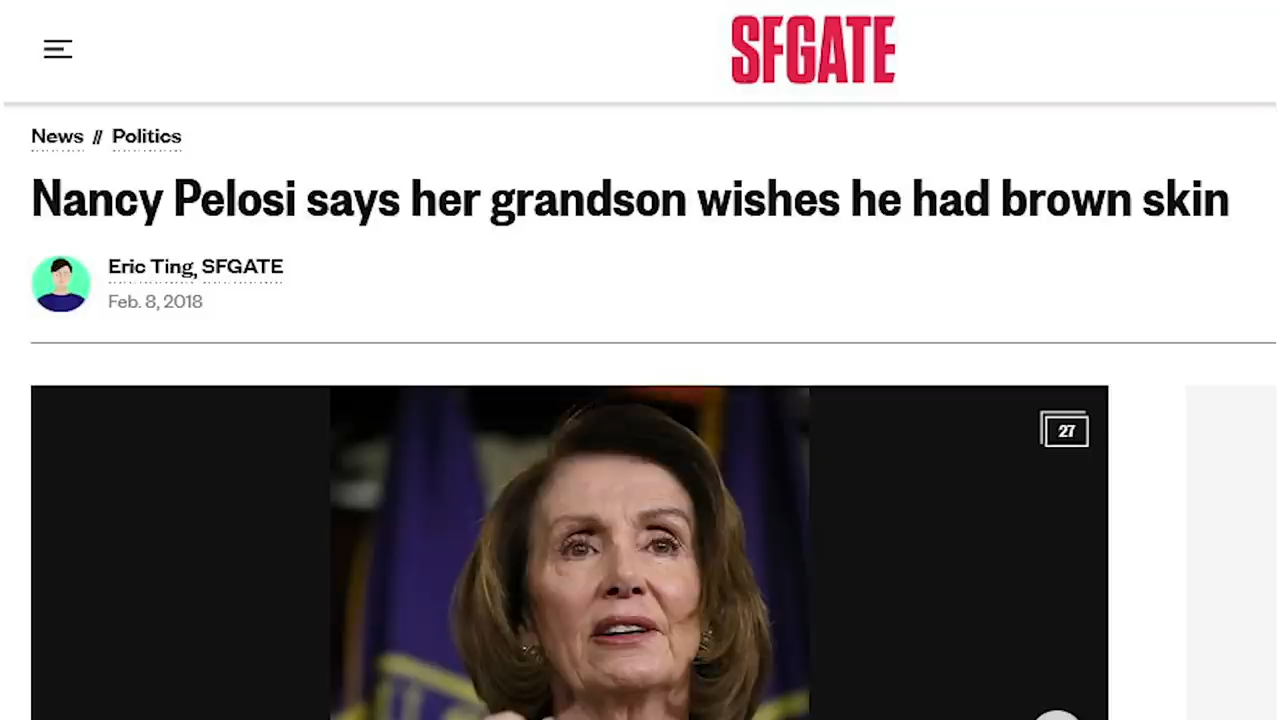 SFGATE
News // Politics
Nancy Pelosi says her grandson wishes he had brown skin
Eric Ting, SFGATE
Feb. 8, 2018
27